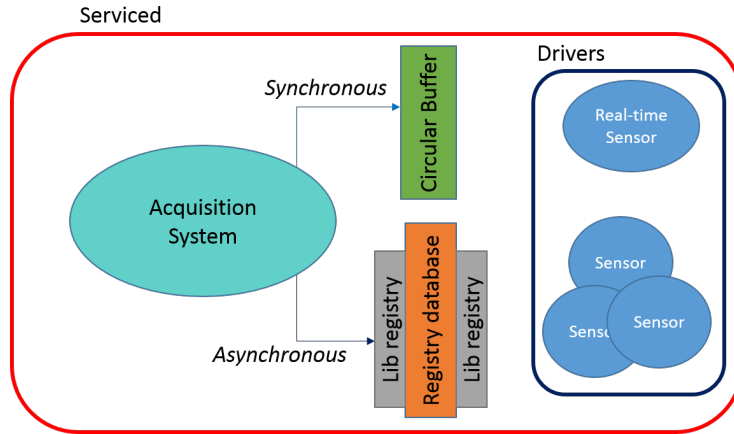 Serviced
Drivers
Synchronous
Circular Buffer
Real-time
Sensor
Acquisition
System
Sensor
Sensor
Sensor
Asynchronous
Lib registry
Registry database
Lib registry